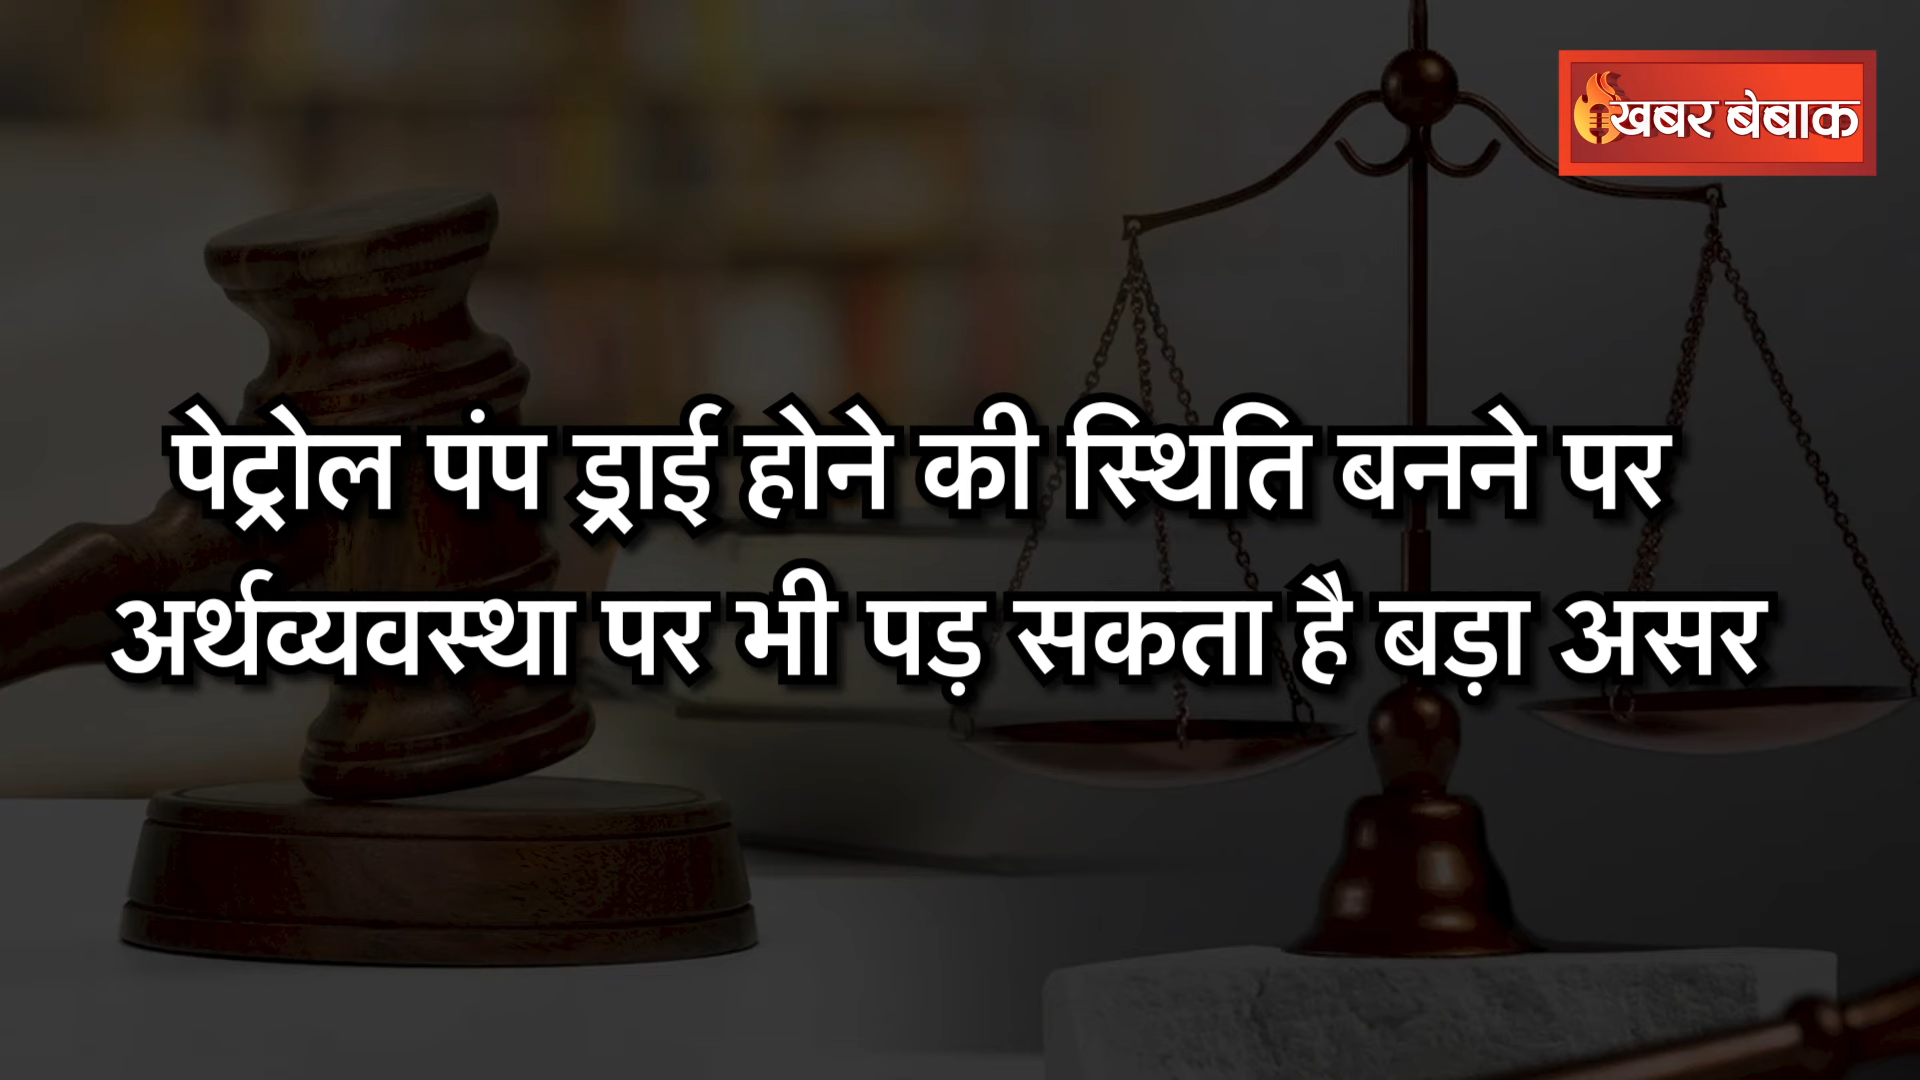 खबर बेबाक
पेट्रोल पंप ड्राई होने की स्थिति बनने पर
अर्थव्यवस्था पर भी पड़ सकता है बड़ा असर